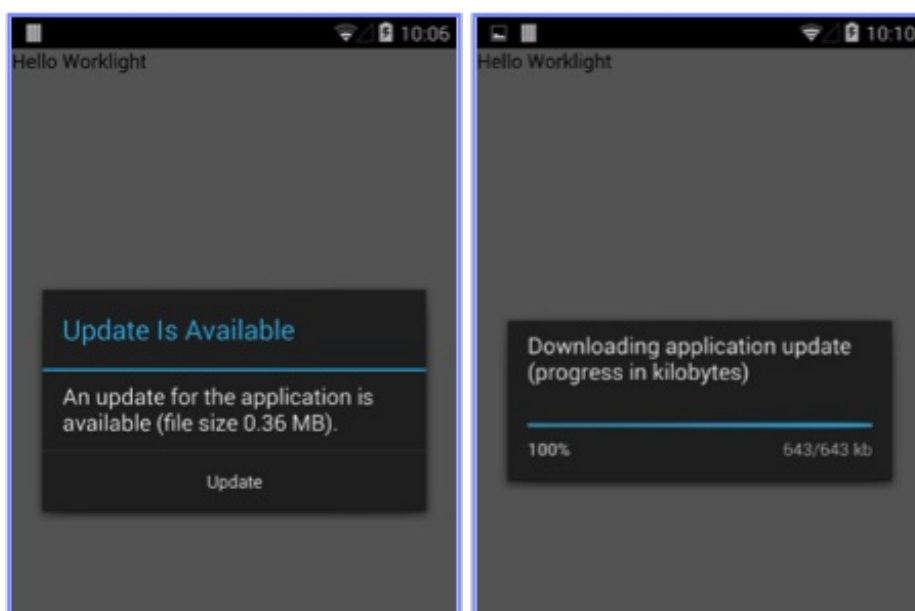 10:06
Hello Worklight
Update Is Available
An update for the application is
available (file size 0.36 MB).
Update
10:10
Hello Worklight
Downloading application update
(progress in kilobytes)
100% 643/643 kb